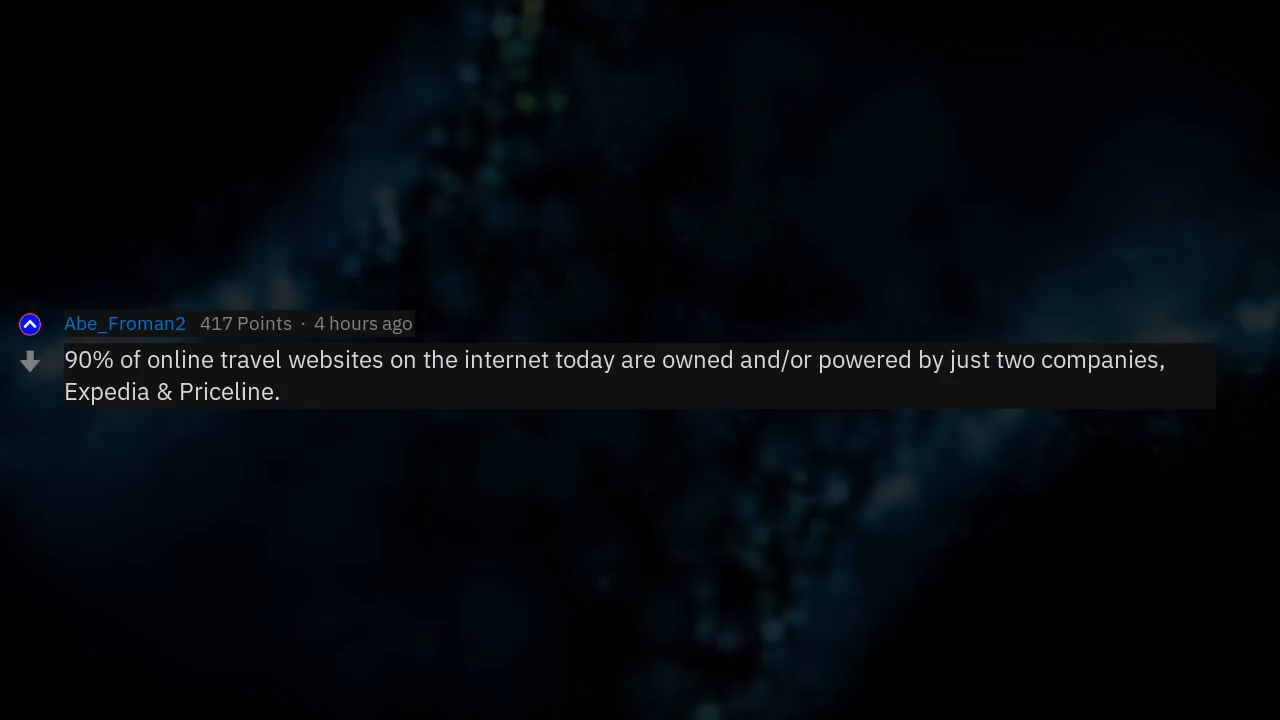 Abe_Froman2 417 Points · 4 hours ago
90% of online travel websites on the internet today are owned and/or powered by just two companies,
Expedia & Priceline.